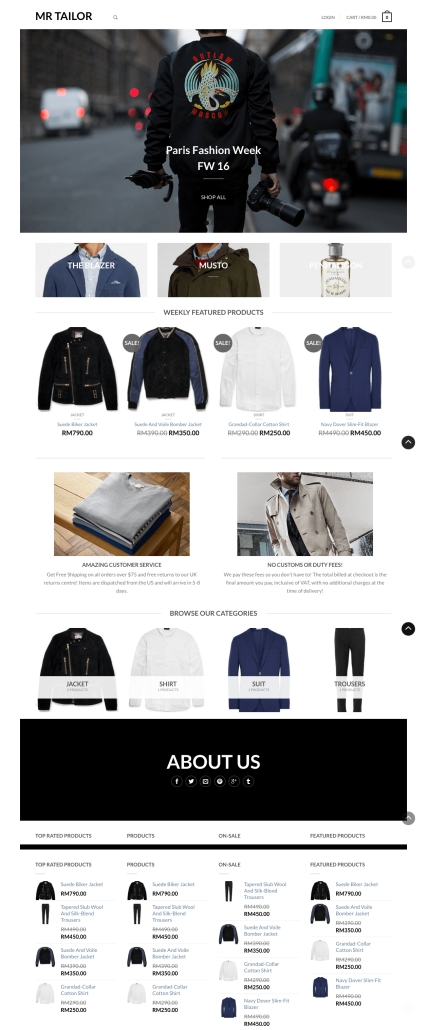 MR TAILOR
LOGIN
CART / RM0.00
0
OUTLAW
MOSCOW
Paris Fashion Week
FW 16
SHOP ALL
THE BLAZER
MUSTO
WEEKLY FEATURED PRODUCTS
SALE!
SALE!
SALE!
JACKET
Suede Biker Jacket
RM790.00
JACKET
Suede And Voile Bomber Jacket
RM390.00 RM350.00
SHIRT
Grandad-Collar Cotton Shirt
RM290.00 RM250.00
SUIT
Navy Dover Slim-Fit Blazer
RM490.00 RM450.00
AMAZING CUSTOMER SERVICE
Get Free Shipping on all orders over $75 and free returns to our UK
returns centre! Items are dispatched from the US and will arrive in 5-8
days.
NO CUSTOMS OR DUTY FEES!
We pay these fees so you don't have to! The total billed at checkout is the
final amount you pay, inclusive of VAT, with no additional charges at the
time of delivery!
BROWSE OUR CATEGORIES
JACKET
2 PRODUCTS
SHIRT
1 PRODUCTS
SUIT
TROUSERS
ABOUT US
TOP RATED PRODUCTS
PRODUCTS
ON-SALE
FEATURED PRODUCTS
TOP RATED PRODUCTS
Suede Biker Jacket
RM790.00
Tapered Slub Wool
And Silk-Blend
Trousers
RM490.00
RM450.00
Suede And Voile
Bomber Jacket
RM390.00
RM350.00
Grandad-Collar
Cotton Shirt
RM290.00
RM250.00
PRODUCTS
Suede Biker Jacket
RM790.00
Tapered Slub Wool
And Silk-Blend
Trousers
RM490.00
RM450.00
Suede And Voile
Bomber Jacket
RM390.00
RM350.00
Grandad-Collar
Cotton Shirt
RM290.00
RM250.00
ON-SALE
Tapered Slub Wool
And Silk-Blend
Trousers
RM490.00
RM450.00
Suede And Voile
Bomber Jacket
RM390.00
RM350.00
Grandad-Collar
Cotton Shirt
RM290.00
RM250.00
Navy Dover Slim-Fit
Blazer
RM490.00
RM450.00
FEATURED PRODUCTS
Suede Biker Jacket
RM790.00
Suede And Voile
Bomber Jacket
RM390.00
RM350.00
Grandad-Collar
Cotton Shirt
RM290.00
RM250.00
Navy Dover Slim-Fit
Blazer
RM490.00
RM450.00